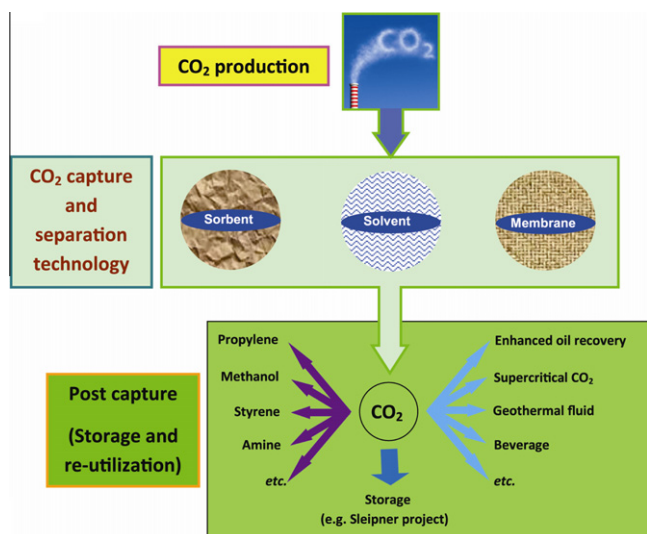 CO₂
CO₂ production
CO₂ capture
and
separation
technology
Sorbent
Solvent
Membrane
Post capture
(Storage and
re-utilization)
Propylene
Methanol
Styrene
Amine
etc.
CO₂
Enhanced oil recovery
Supercritical CO₂
Geothermal fluid
Beverage
etc.
Storage
(e.g. Sleipner project)